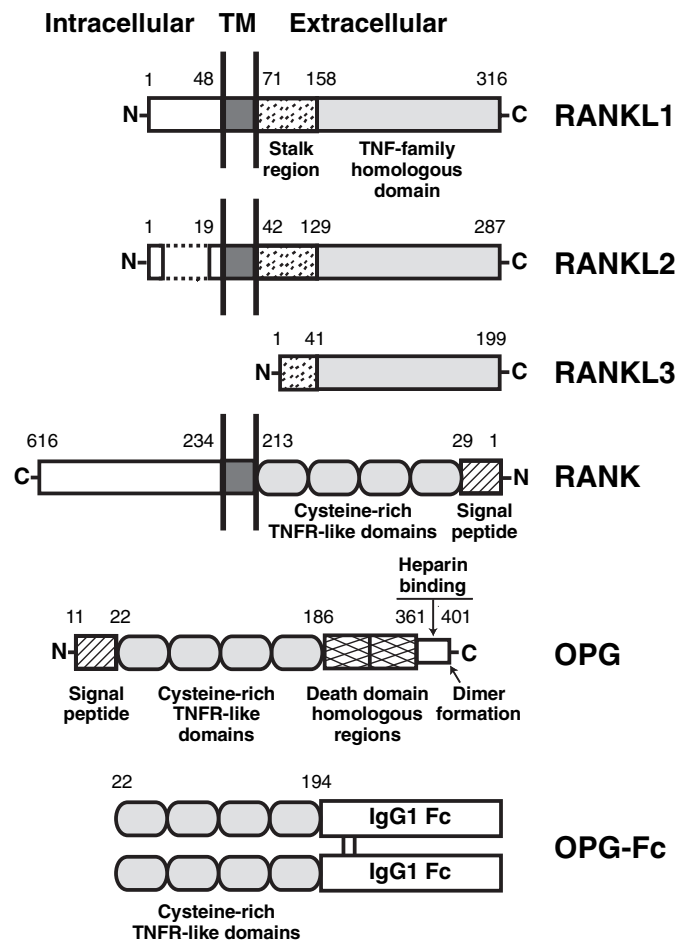 Intracellular TM Extracellular
1 48 71 158 316
N C RANKL1
Stalk region
TNF-family homologous domain
1 19 42 129 287
N C RANKL2
1 41 199
N C RANKL3
616 234 213 29 1
C N RANK
Cysteine-rich TNFR-like domains
Signal peptide
Heparin binding
11 22 186 361 401
N C OPG
Signal peptide
Cysteine-rich TNFR-like domains
Death domain homologous regions
Dimer formation
22 194
IgG1 Fc
OPG-Fc
IgG1 Fc
Cysteine-rich
TNFR-like domains